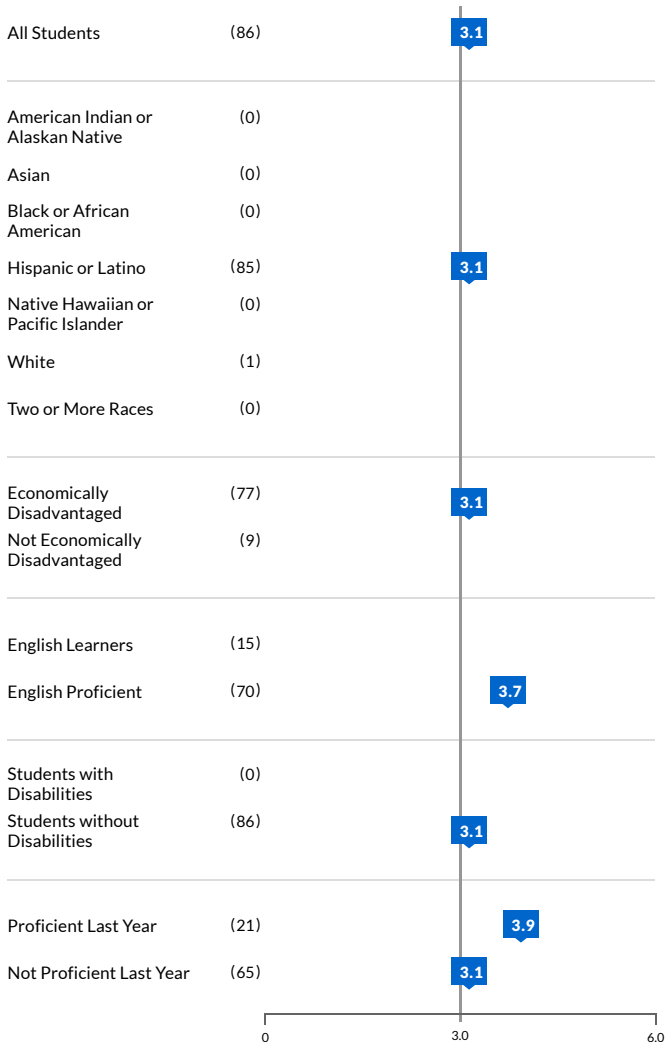 All Students (86) 3.1
American Indian or (0)
Alaskan Native
Asian (0)
Black or African (0)
American
Hispanic or Latino (85) 3.1
Native Hawaiian or (0)
Pacific Islander
White (1)
Two or More Races (0)
Economically (77) 3.1
Disadvantaged
Not Economically (9)
Disadvantaged
English Learners (15)
English Proficient (70) 3.7
Students with (0)
Disabilities
Students without (86) 3.1
Disabilities
Proficient Last Year (21) 3.9
Not Proficient Last Year (65) 3.1
0 3.0 6.0